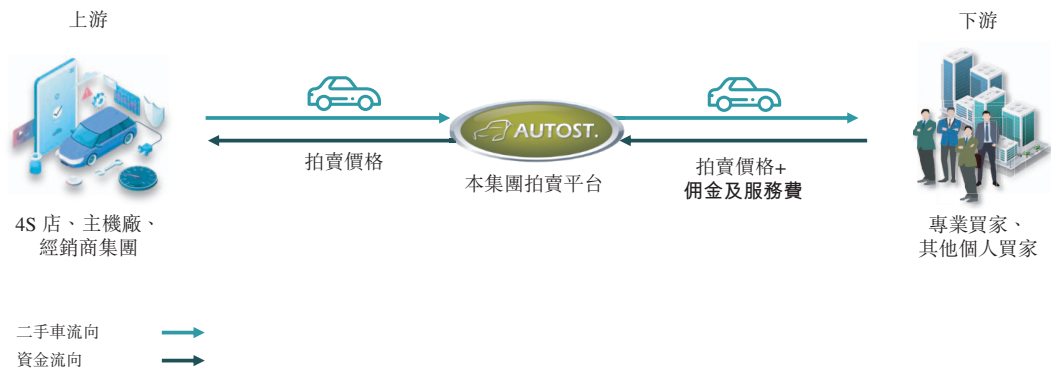 上游
下游
AUTOST.
拍賣價格
拍賣價格+
佣金及服務費
本集團拍賣平台
4S 店、主機廠、
經銷商集團
專業買家、
其他個人買家
二手車流向
資金流向